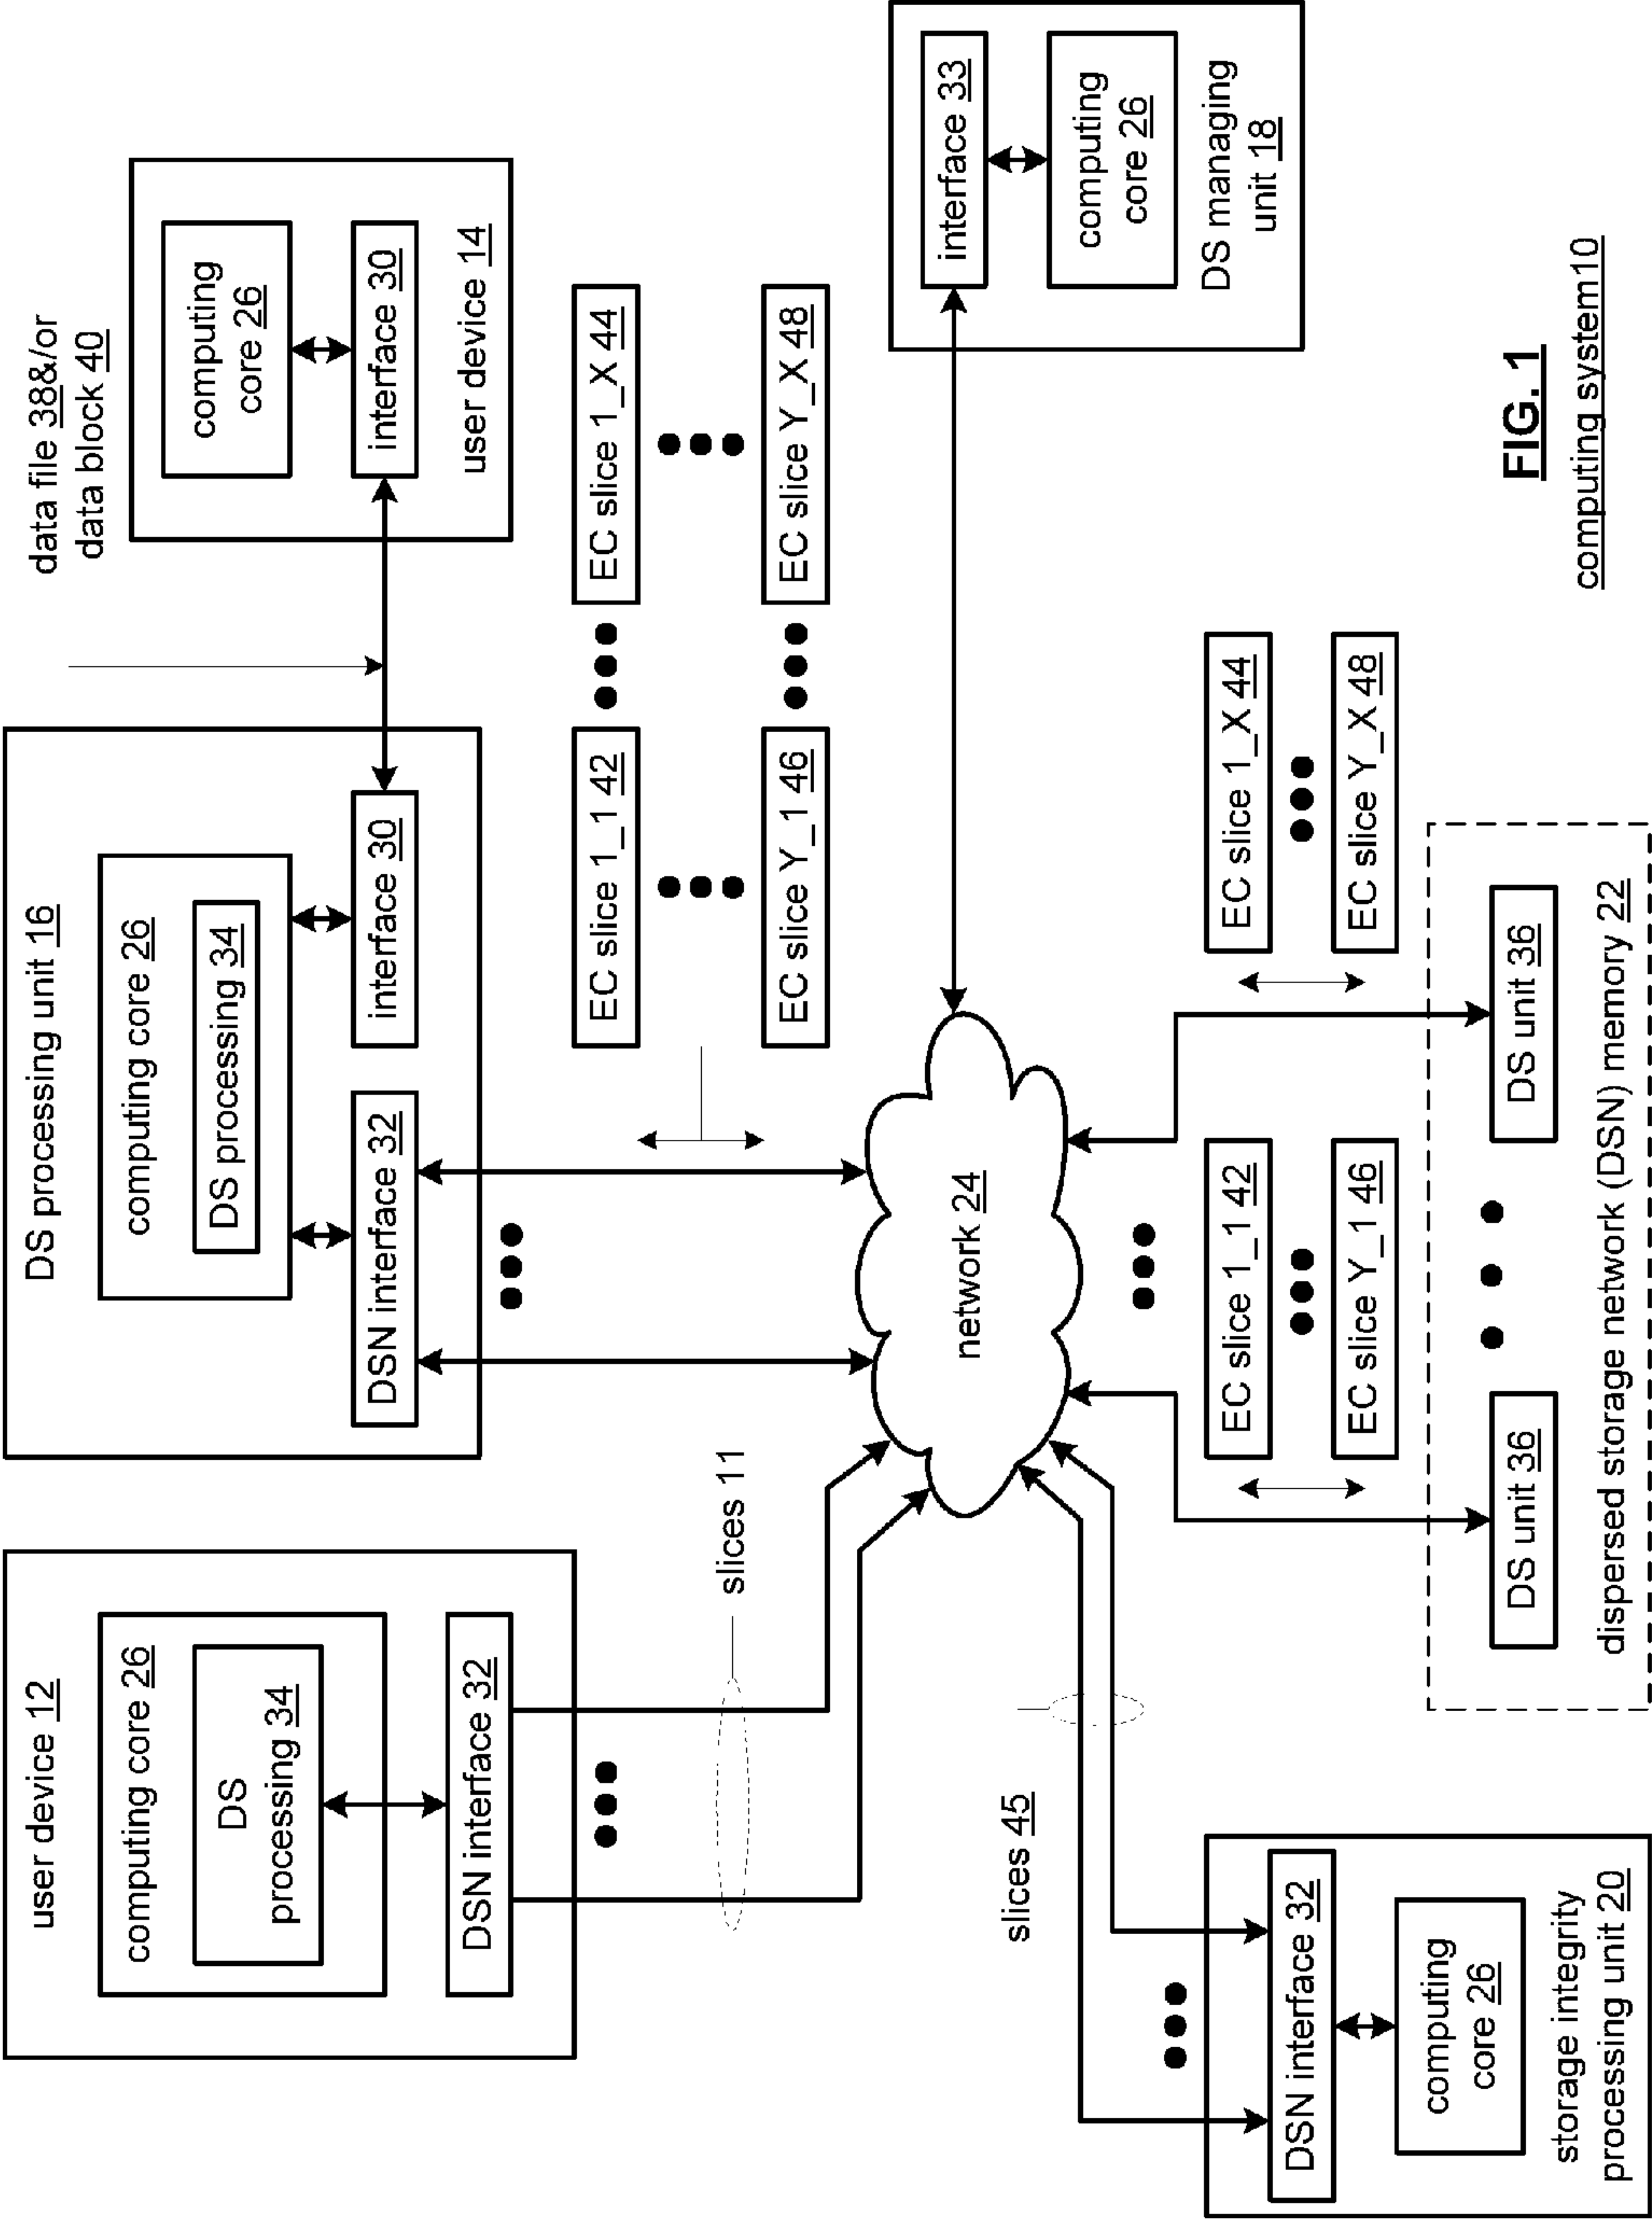 user device 12
computing core 26
DS
processing 34
DSN interface 32
DS processing unit 16
computing core 26
DS processing 34
DSN interface 32
interface 30
data file 38&/or
data block 40
computing
core 26
interface 30
user device 14
slices 11
EC slice 1_1 42
EC slice 1_X 44
EC slice Y_1 46
EC slice Y_X 48
network 24
interface 33
computing
core 26
DS managing
unit 18
slices 45
DSN interface 32
computing
core 26
storage integrity
processing unit 20
EC slice 1_1 42
EC slice Y_1 46
EC slice 1_X 44
EC slice Y_X 48
DS unit 36
DS unit 36
dispersed storage network (DSN) memory 22
FIG. 1
computing system10